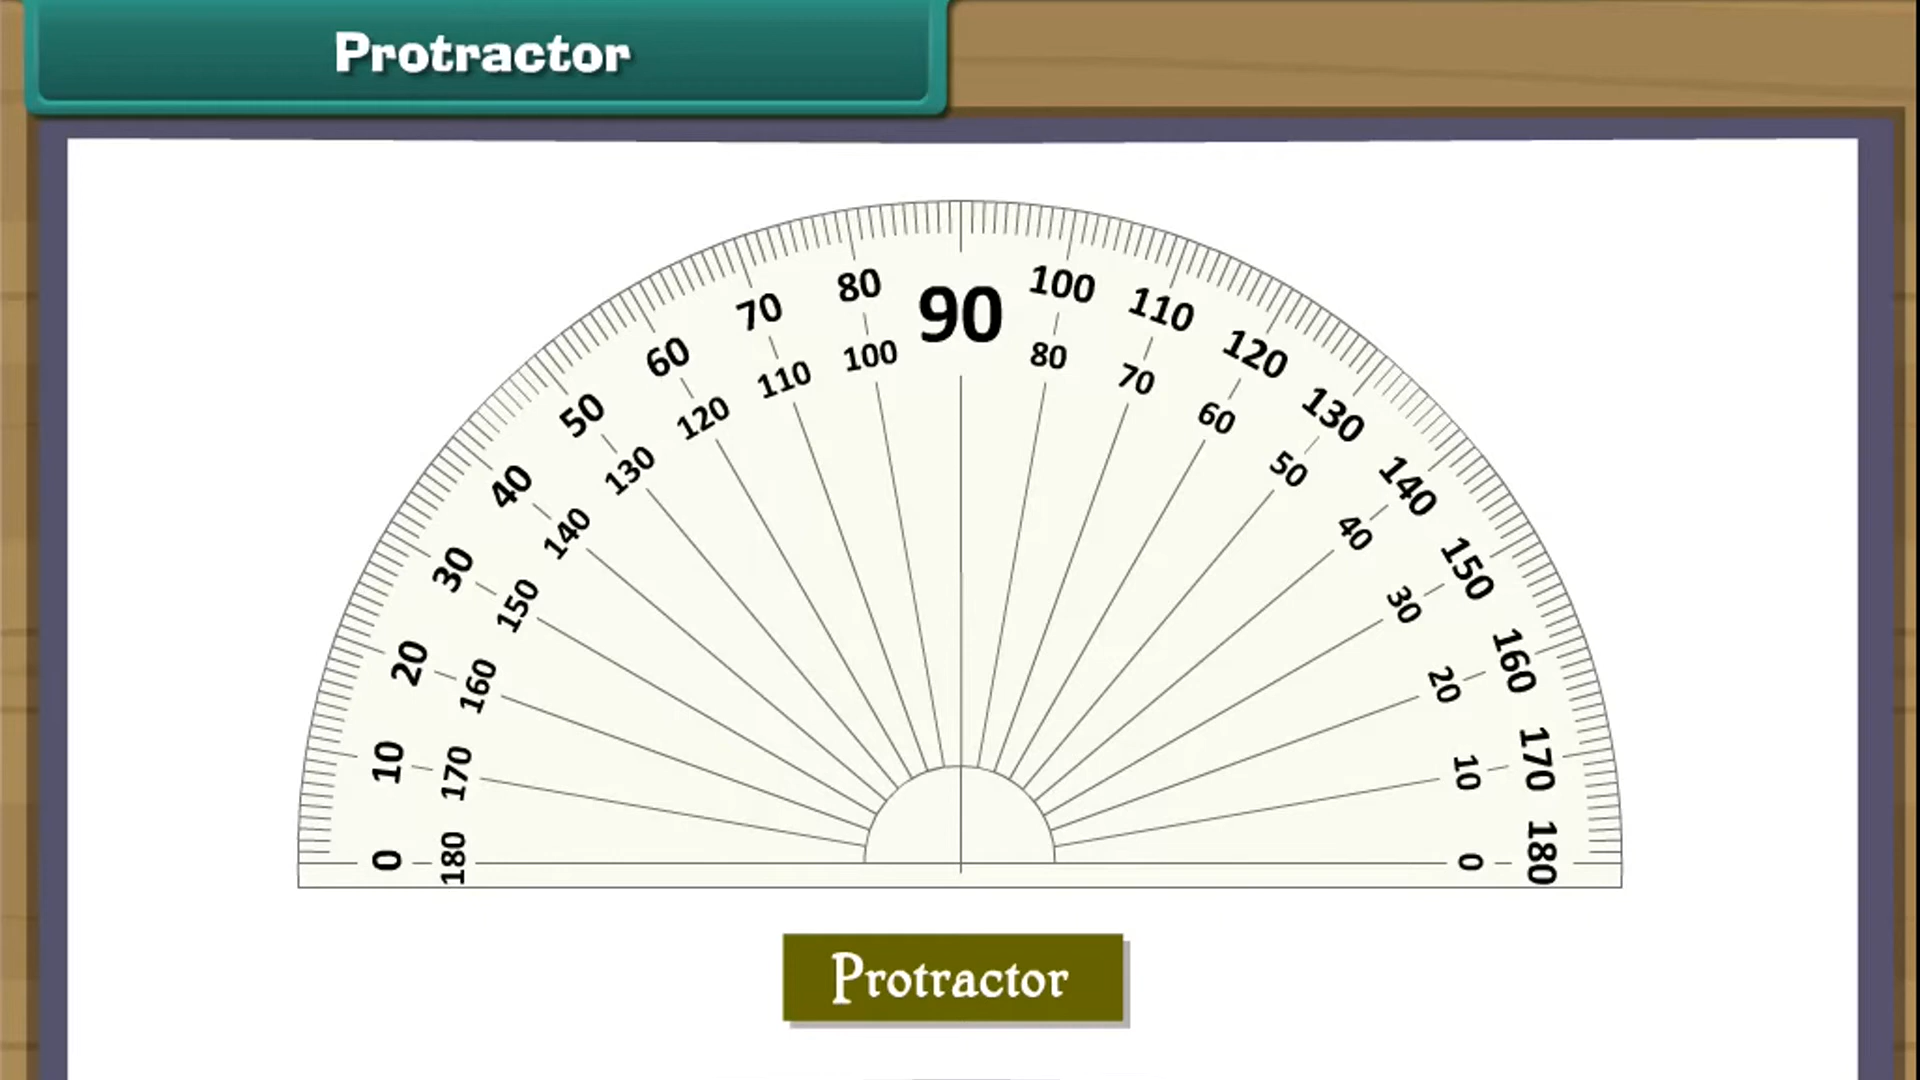 Protractor
90
80 100
70 100 80 110
60 110 70 120
50 120 60 130
40 130 50 140
30 140 40 150
20 150 30 160
10 160 20 170
170 10
0 180 0 180
Protractor